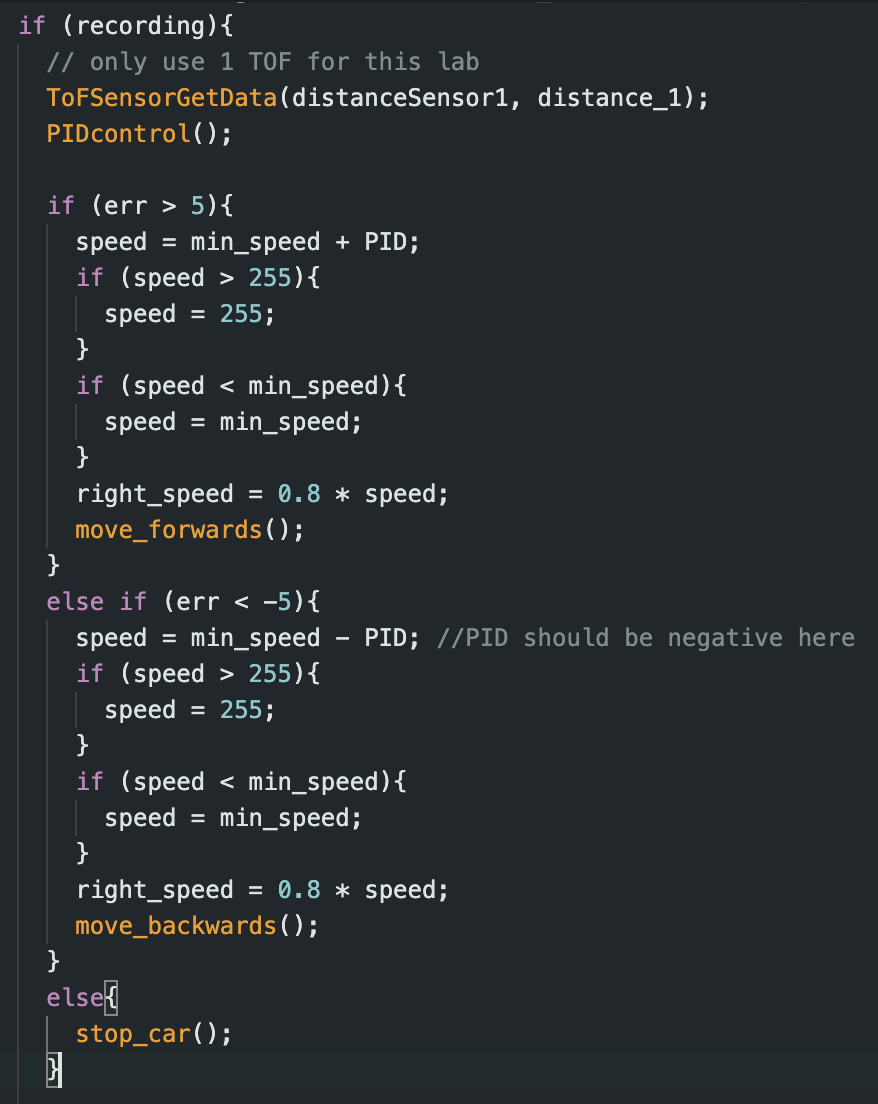 if (recording){
// only use 1 TOF for this lab
ToFSensorGetData(distanceSensor1, distance_1);
PIDcontrol();
if (err > 5){
speed = min_speed + PID;
if (speed > 255){
speed = 255;
}
if (speed < min_speed){
speed = min_speed;
}
right_speed = 0.8 * speed;
move_forwards();
}
else if (err < -5){
speed = min_speed - PID; //PID should be negative here
if (speed > 255){
speed = 255;
}
if (speed < min_speed){
speed = min_speed;
}
right_speed = 0.8 * speed;
move_backwards();
}
else{
stop_car();
}